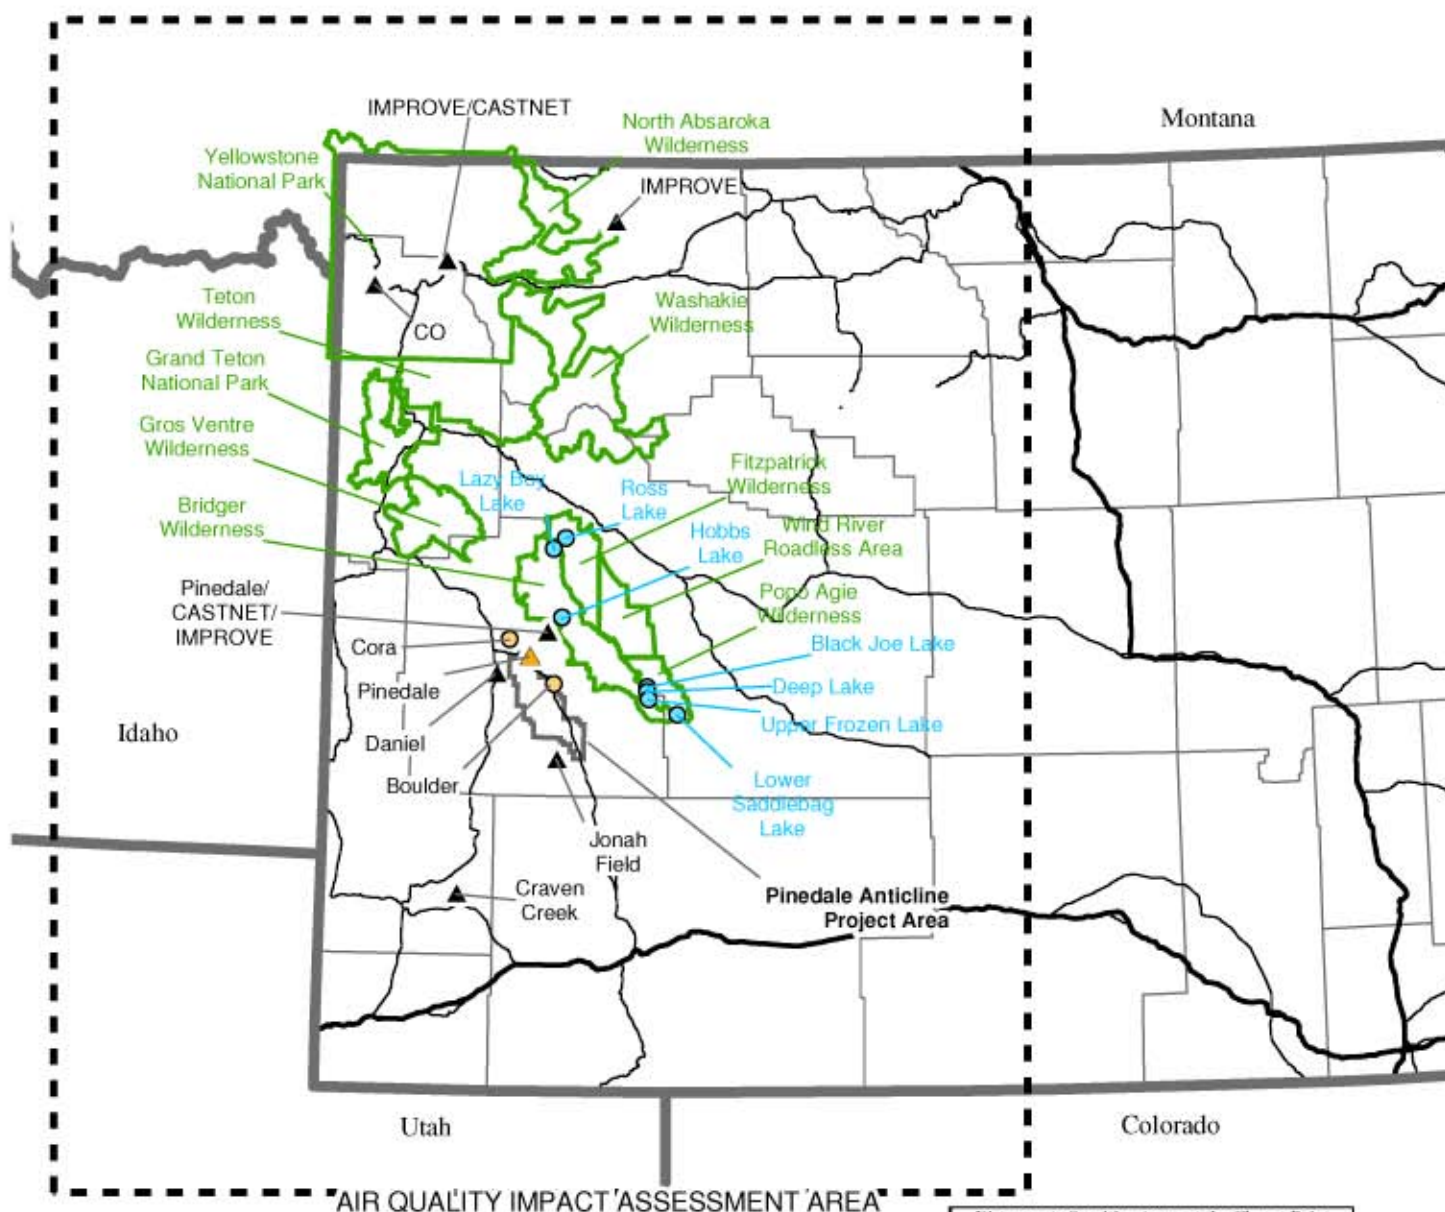 IMPROVE/CASTNET
North Absaroka
Wilderness
Montana
Yellowstone
National Park
IMPROVE
Teton
Wilderness
CO
Washakie
Wilderness
Grand Teton
National Park
Gros Ventre
Wilderness
Lazy Boy
Lake
Ross
Lake
Fitzpatrick
Wilderness
Bridger
Wilderness
Hobbs
Lake
Wind River
Roadless Area
Pinedale/
CASTNET/
IMPROVE
Popo Agie
Wilderness
Cora
Black Joe Lake
Pinedale
Deep Lake
Upper Frozen Lake
Idaho
Daniel
Boulder
Lower
Saddlebag
Lake
Jonah
Field
Craven
Creek
Pinedale Anticline
Project Area
Utah
Colorado
AIR QUALITY IMPACT ASSESSMENT AREA